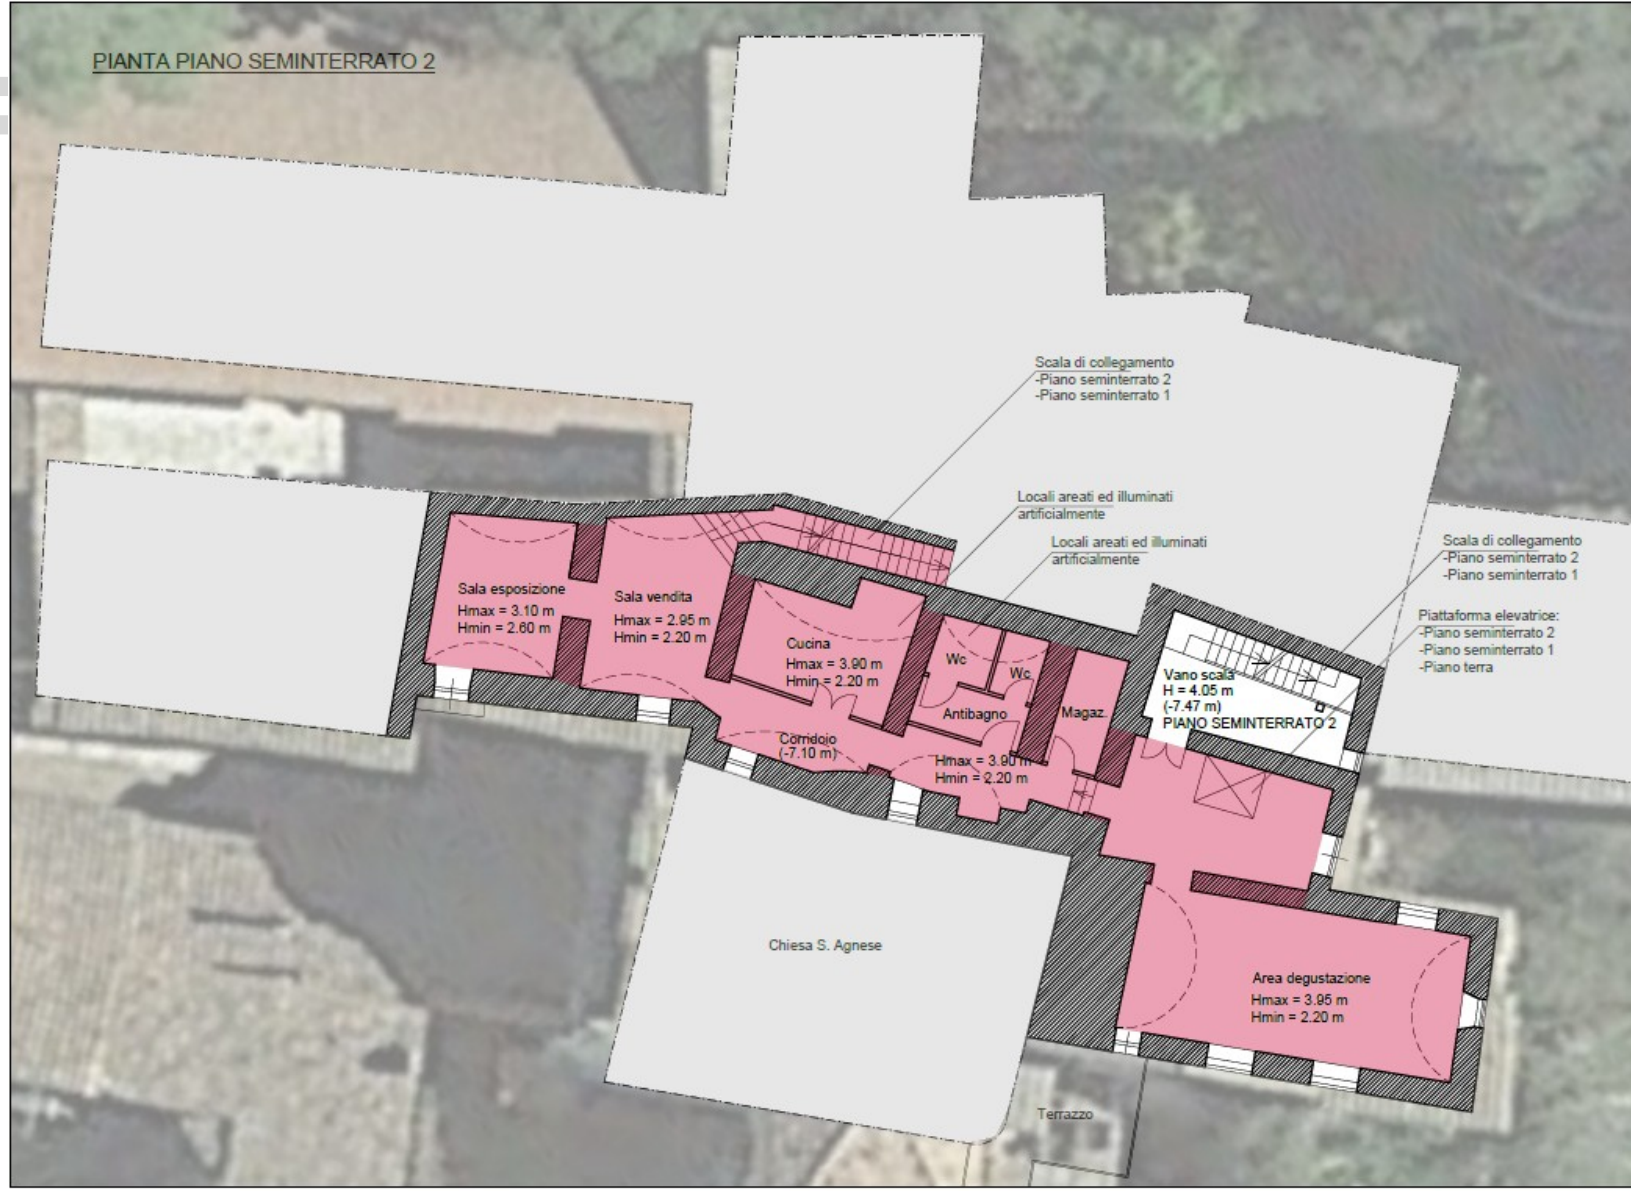 PIANTA PIANO SEMINTERRATO 2
Scala di collegamento
-Piano seminterrato 2
-Piano seminterrato 1
Locali areati ed illuminati
artificialmente
Locali areati ed illuminati
artificialmente
Scala di collegamento
-Piano seminterrato 2
-Piano seminterrato 1
Piattaforma elevatrice:
-Piano seminterrato 2
-Piano seminterrato 1
-Piano terra
Sala esposizione
Hmax = 3.10 m
Hmin = 2.60 m
Sala vendita
Hmax = 2.95 m
Hmin = 2.20 m
Cucina
Hmax = 3.90 m
Hmin = 2.20 m
Wc
Wc
Antibagno
Magaz.
Vano scala
H = 4.05 m
(-7.47 m)
PIANO SEMINTERRATO 2
Corridoio
(-7.10 m)
Hmax = 3.90 m
Hmin = 2.20 m
Chiesa S. Agnese
Area degustazione
Hmax = 3.95 m
Hmin = 2.20 m
Terrazzo